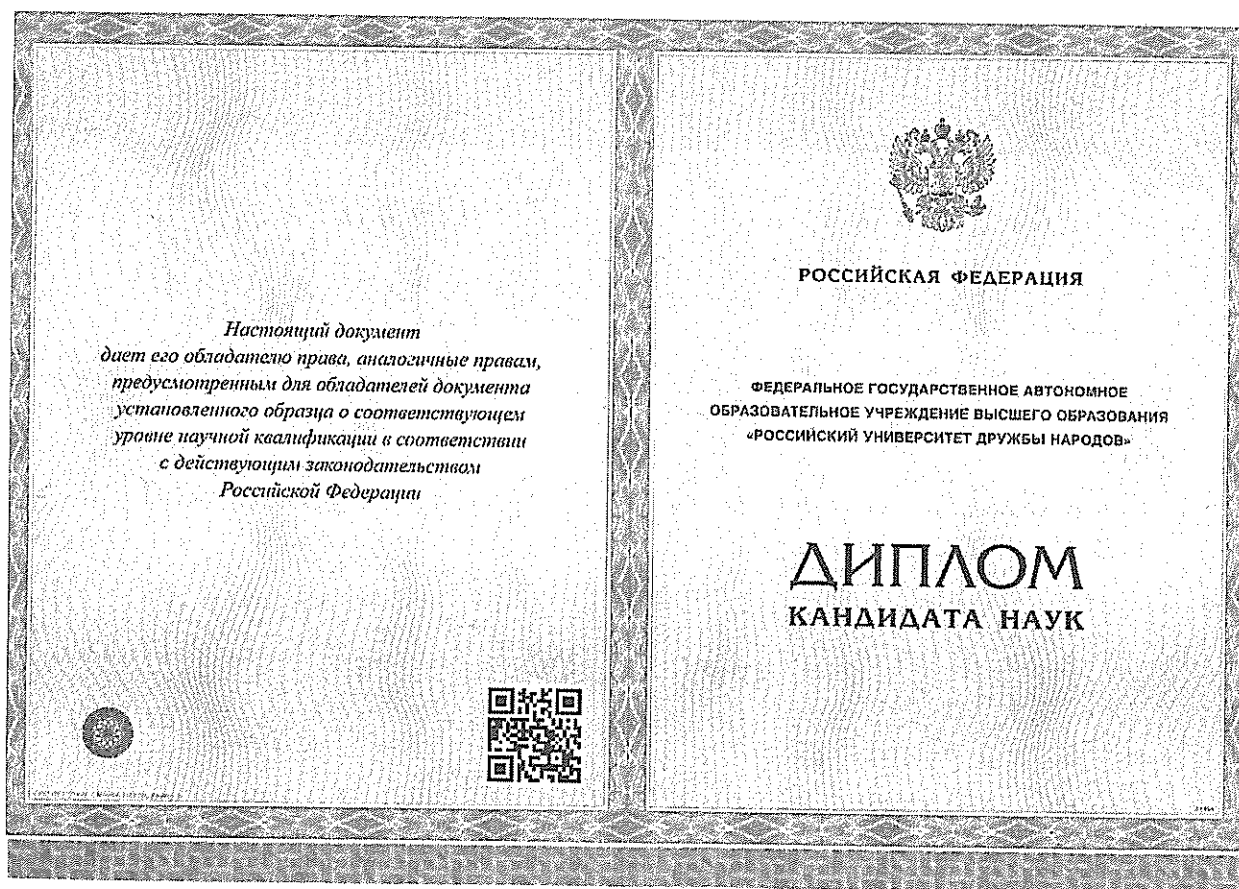 Настоящий документ
дает его обладателю права, аналогичные правам,
предусмотренным для обладателей документа
установленного образца о соответствующем
уровне научной квалификации в соответствии
с действующим законодательством
Российской Федерации
РОССИЙСКАЯ ФЕДЕРАЦИЯ
ФЕДЕРАЛЬНОЕ ГОСУДАРСТВЕННОЕ АВТОНОМНОЕ
ОБРАЗОВАТЕЛЬНОЕ УЧРЕЖДЕНИЕ ВЫСШЕГО ОБРАЗОВАНИЯ
«РОССИЙСКИЙ УНИВЕРСИТЕТ ДРУЖБЫ НАРОДОВ»
ДИПЛОМ
КАНДИДАТА НАУК